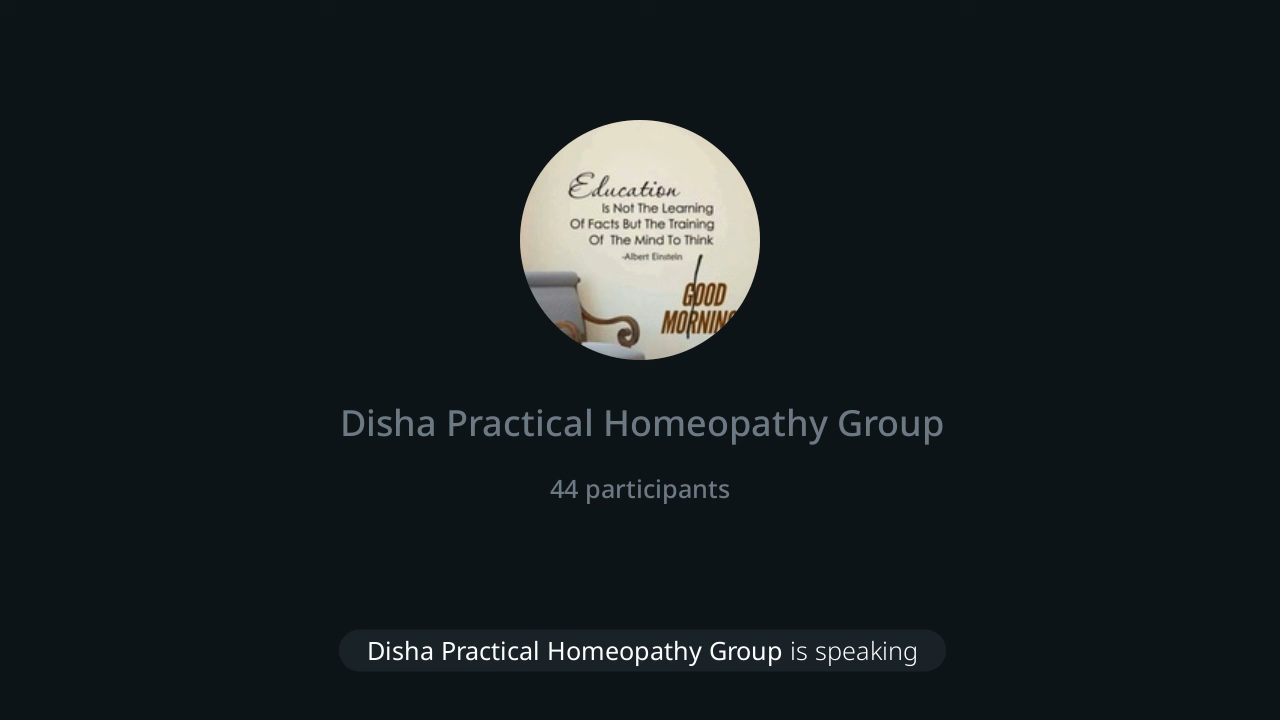 Education
Is Not The Learning
Of Facts But The Training
Of The Mind To Think
-Albert Einstein
GOOD
MORNING
Disha Practical Homeopathy Group
44 participants
Disha Practical Homeopathy Group is speaking